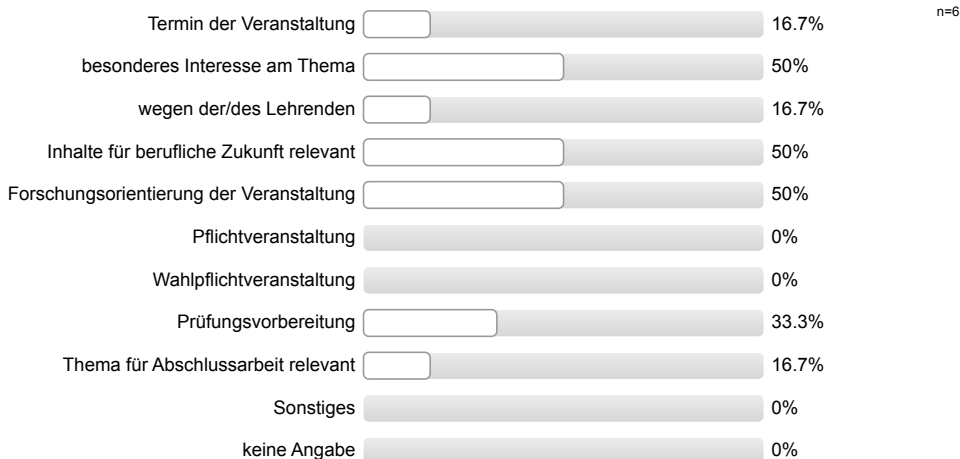 n=6
Termin der Veranstaltung 16.7%
besonderes Interesse am Thema 50%
wegen der/des Lehrenden 16.7%
Inhalte für berufliche Zukunft relevant 50%
Forschungsorientierung der Veranstaltung 50%
Pflichtveranstaltung 0%
Wahlpflichtveranstaltung 0%
Prüfungsvorbereitung 33.3%
Thema für Abschlussarbeit relevant 16.7%
Sonstiges 0%
keine Angabe 0%